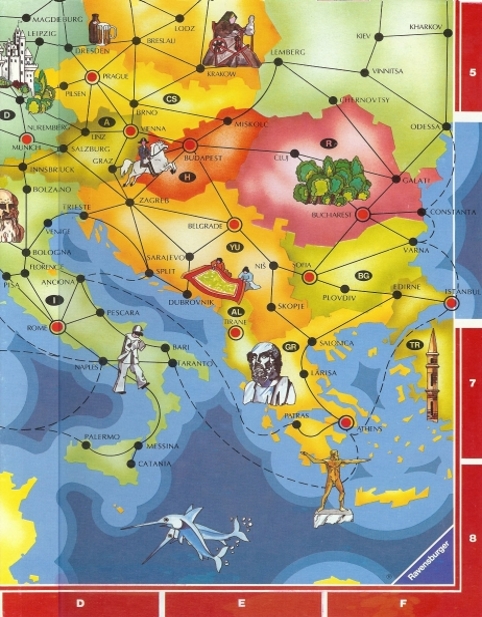 MAGDEBURG
LODZ
KHARKOV
LEIPZIG
KIEV
BRESLAU
DRESDEN
LEMBERG
5
KRAKOW
VINNITSA
PRAGUE
PILSEN
CS
CHERNOVTSY
BRNO
D
A
MISKOLC
ODESSA
NUREMBERG
VIENNA
LINZ
R
MUNICH
SALZBURG
BUDAPEST
CLUJ
GRAZ
INNSBRUCK
H
GALATI
BOLZANO
ZAGREB
TRIESTE
BUCHAREST
CONSTANTA
VENICE
BELGRADE
YU
VARNA
BOLOGNA
SARAJEVO
NIŠ
SOFIA
FLORENCE
SPLIT
BG
PISA
ANCONA
EDIRNE
PLOVDIV
DUBROVNIK
ISTANBUL
I
SKOPJE
PESCARA
AL
TIRANE
ROME
BARI
GR
SALONICA
TR
NAPLES
TARANTO
LARISA
7
PATRAS
ATHENS
PALERMO
MESSINA
CATANIA
8
Ravensburger
D
E
F